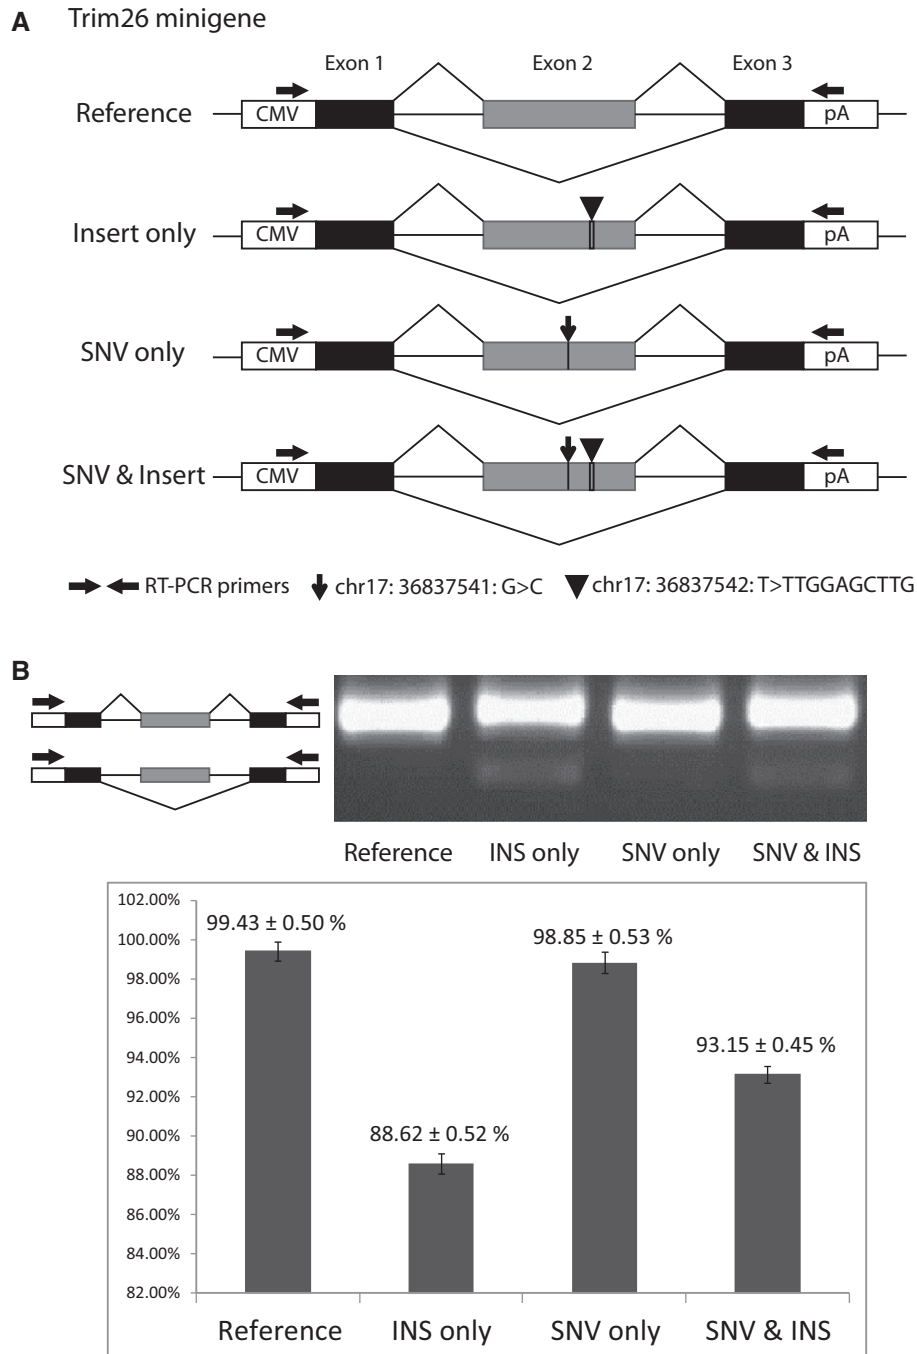 A Trim26 minigene
Exon 1 Exon 2 Exon 3
Reference CMV pA
Insert only CMV pA
SNV only CMV pA
SNV & Insert CMV pA
RT-PCR primers chr17: 36837541: G>C chr17: 36837542: T>TTGGAGCTTG
B
Reference INS only SNV only SNV & INS
102.00%
100.00%
98.00%
96.00%
94.00%
92.00%
90.00%
88.00%
86.00%
84.00%
82.00%
99.43 ± 0.50 %
88.62 ± 0.52 %
98.85 ± 0.53 %
93.15 ± 0.45 %
Reference INS only SNV only SNV & INS